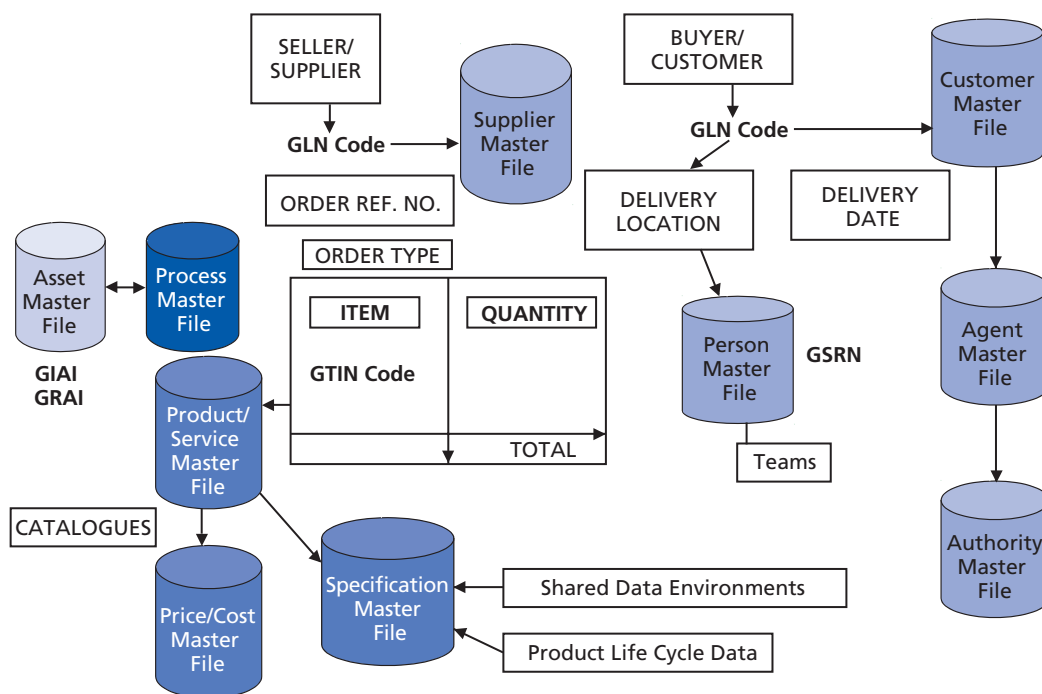 SELLER/
SUPPLIER
GLN Code
Supplier
Master
File
BUYER/
CUSTOMER
GLN Code
Customer
Master
File
ORDER REF. NO.
DELIVERY
LOCATION
DELIVERY
DATE
ORDER TYPE
Asset
Master
File
Process
Master
File
GIAI
GRAI
ITEM
QUANTITY
GTIN Code
TOTAL
Person
Master
File
GSRN
Teams
Agent
Master
File
Product/
Service
Master
File
CATALOGUES
Price/Cost
Master
File
Specification
Master
File
Shared Data Environments
Product Life Cycle Data
Authority
Master
File